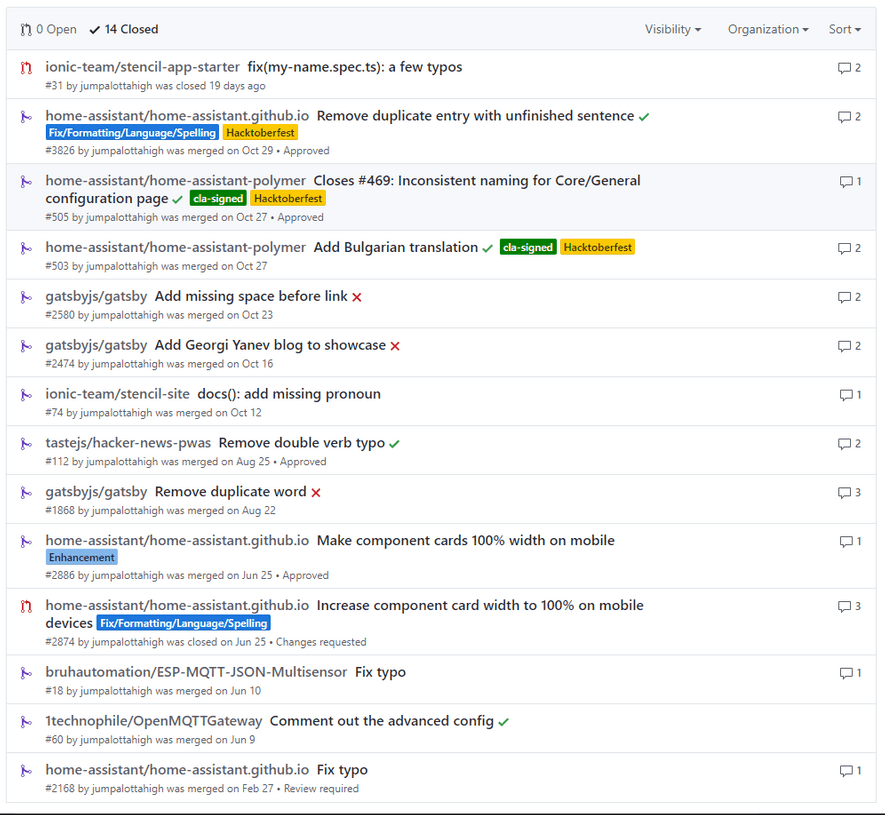 0 Open 14 Closed Visibility Organization Sort
ionic-team/stencil-app-starter fix(my-name.spec.ts): a few typos 2
#31 by jumpalottahigh was closed 19 days ago
home-assistant/home-assistant.github.io Remove duplicate entry with unfinished sentence 2
Fix/Formatting/Language/Spelling Hacktoberfest
#3826 by jumpalottahigh was merged on Oct 29 • Approved
home-assistant/home-assistant-polymer Closes #469: Inconsistent naming for Core/General 1
configuration page cla-signed Hacktoberfest
#505 by jumpalottahigh was merged on Oct 27 • Approved
home-assistant/home-assistant-polymer Add Bulgarian translation cla-signed Hacktoberfest 2
#503 by jumpalottahigh was merged on Oct 27
gatsbyjs/gatsby Add missing space before link 2
#2580 by jumpalottahigh was merged on Oct 23
gatsbyjs/gatsby Add Georgi Yanev blog to showcase 2
#2474 by jumpalottahigh was merged on Oct 16
ionic-team/stencil-site docs(): add missing pronoun 1
#74 by jumpalottahigh was merged on Oct 12
tastejs/hacker-news-pwas Remove double verb typo 2
#112 by jumpalottahigh was merged on Aug 25 • Approved
gatsbyjs/gatsby Remove duplicate word 3
#1868 by jumpalottahigh was merged on Aug 22
home-assistant/home-assistant.github.io Make component cards 100% width on mobile 1
Enhancement
#2886 by jumpalottahigh was merged on Jun 25 • Approved
home-assistant/home-assistant.github.io Increase component card width to 100% on mobile 3
devices Fix/Formatting/Language/Spelling
#2874 by jumpalottahigh was closed on Jun 25 • Changes requested
bruhautomation/ESP-MQTT-JSON-Multisensor Fix typo 1
#18 by jumpalottahigh was merged on Jun 10
1technophile/OpenMQTTGateway Comment out the advanced config
#60 by jumpalottahigh was merged on Jun 9
home-assistant/home-assistant.github.io Fix typo 1
#2168 by jumpalottahigh was merged on Feb 27 • Review required